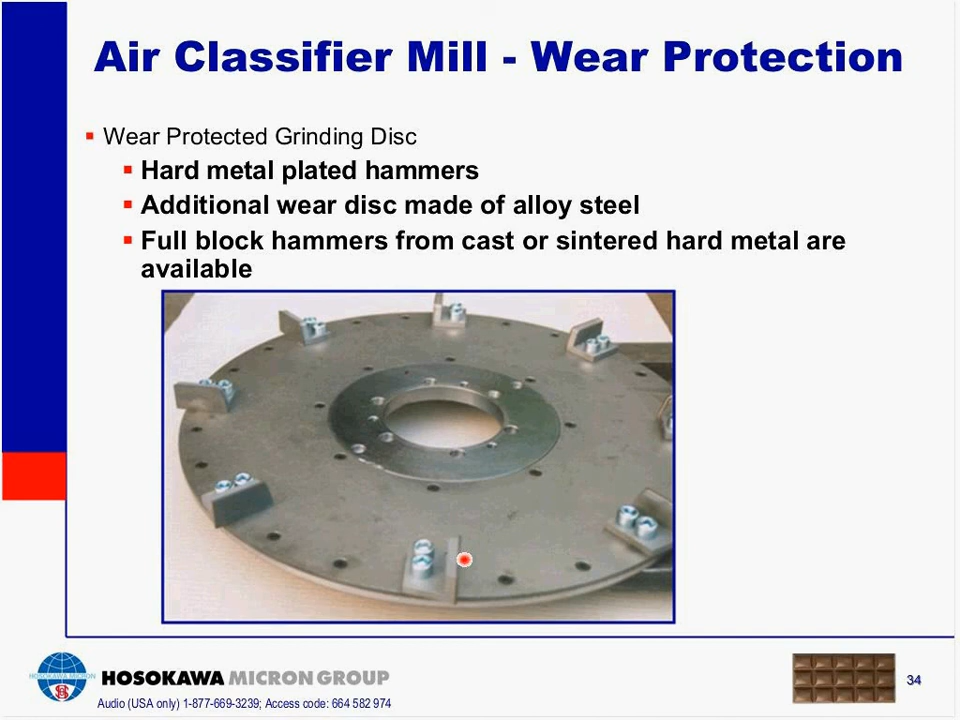 Air Classifier Mill - Wear Protection
Wear Protected Grinding Disc
Hard metal plated hammers
Additional wear disc made of alloy steel
Full block hammers from cast or sintered hard metal are
available
HOSOKAWA MICRON
HOSOKAWA MICRON GROUP
34
Audio (USA only) 1-877-669-3239; Access code: 664 582 974